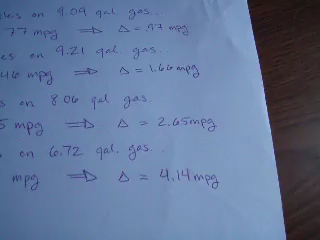 on 9.09 gal. gas.
77 mpg ⇒ Δ = .97 mpg
es on 9.21 gal. gas..
46 mpg ⇒ Δ = 1.66 mpg
s on 8.06 gal. gas.
5 mpg ⇒ Δ = 2.65 mpg
on 6.72 gal. gas..
mpg ⇒ Δ = 4.14 mpg